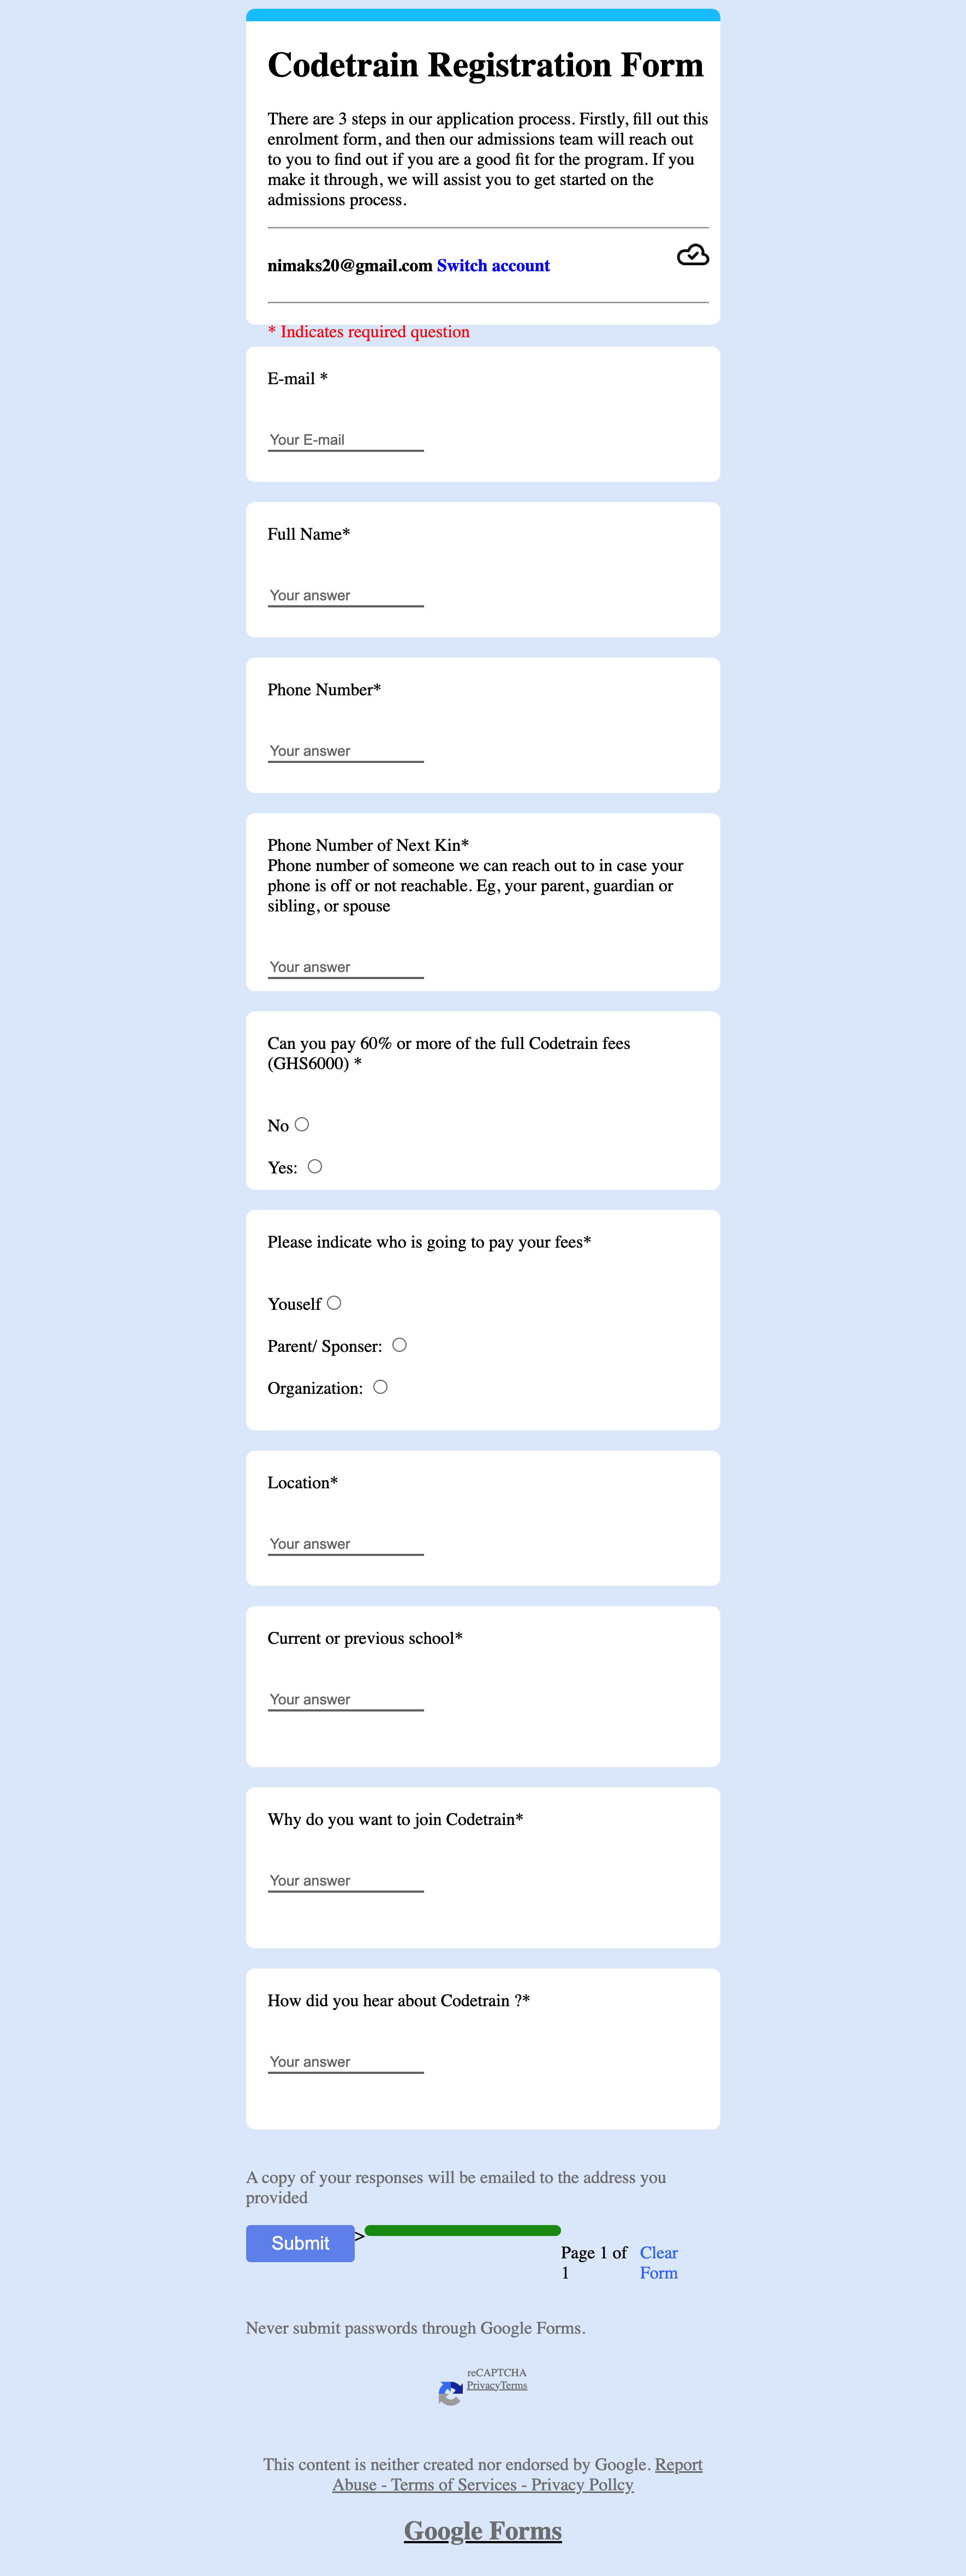 Codetrain Registration Form
There are 3 steps in our application process. Firstly, fill out this
enrolment form, and then our admissions team will reach out
to you to find out if you are a good fit for the program. If you
make it through, we will assist you to get started on the
admissions process.
nimaks20@gmail.com Switch account
* Indicates required question
E-mail *
Your E-mail
Full Name*
Your answer
Phone Number*
Your answer
Phone Number of Next Kin*
Phone number of someone we can reach out to in case your
phone is off or not reachable. Eg, your parent, guardian or
sibling, or spouse
Your answer
Can you pay 60% or more of the full Codetrain fees
(GHS6000) *
No
Yes:
Please indicate who is going to pay your fees*
Youself
Parent/ Sponser:
Organization:
Location*
Your answer
Current or previous school*
Your answer
Why do you want to join Codetrain*
Your answer
How did you hear about Codetrain ?*
Your answer
A copy of your responses will be emailed to the address you
provided
Submit >
Page 1 of
1
Clear
Form
Never submit passwords through Google Forms.
reCAPTCHA
PrivacyTerms
This content is neither created nor endorsed by Google. Report
Abuse - Terms of Services - Privacy Pollcy
Google Forms